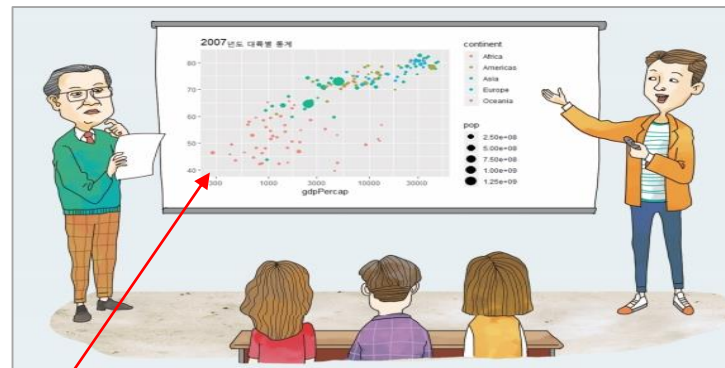 2007년도 대륙별 통계
continent
Africa
Americas
Asia
Europe
Oceania
pop
2.50e+08
5.00e+08
7.50e+08
1.00e+09
1.25e+09
80
70
60
50
40
1000
3000
10000
30000
gdpPercap